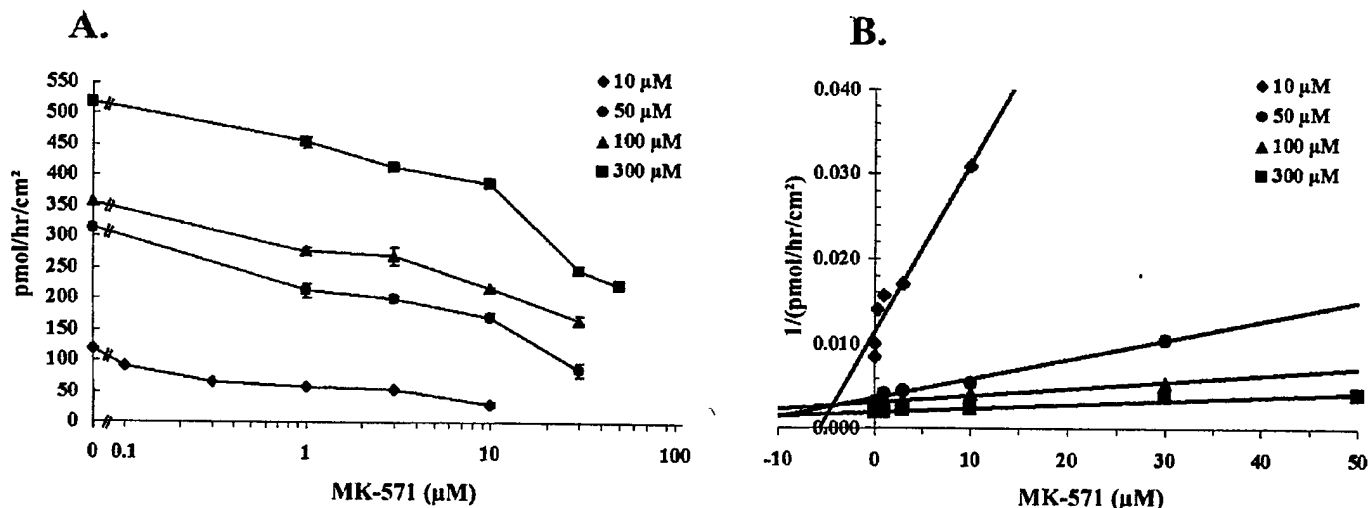 A.
550
500
450
400
350
300
250
200
150
100
50
0
pmol/hr/cm²
0 0.1 1 10 100
MK-571 (µM)
10 µM
50 µM
100 µM
300 µM
B.
0.040
0.030
0.020
0.010
0.000
1/(pmol/hr/cm²)
-10 0 10 20 30 40 50
MK-571 (µM)
10 µM
50 µM
100 µM
300 µM